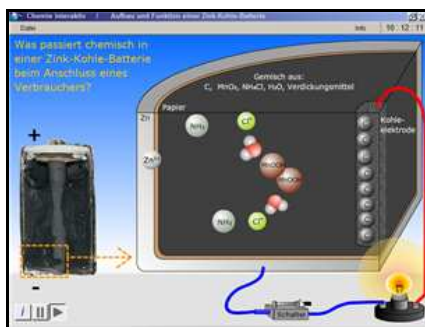 Chemie interaktiv / Aufbau und Funktion einer Zink-Kohle-Batterie
Datei
Info
10:12:11
Was passiert chemisch in
einer Zink-Kohle-Batterie
beim Anschluss eines
Verbrauchers?
Gemisch aus:
C, MnO₂, NH₄Cl, H₂O, Verdickungsmittel
Zn
Papier
Kohle-
elektrode
NH₃
Cl⁻
Zn²⁺
MnOOH
MnOOH
NH₃
Cl⁻
C
C
C
C
C
C
C
C
+
-
Schalter
i